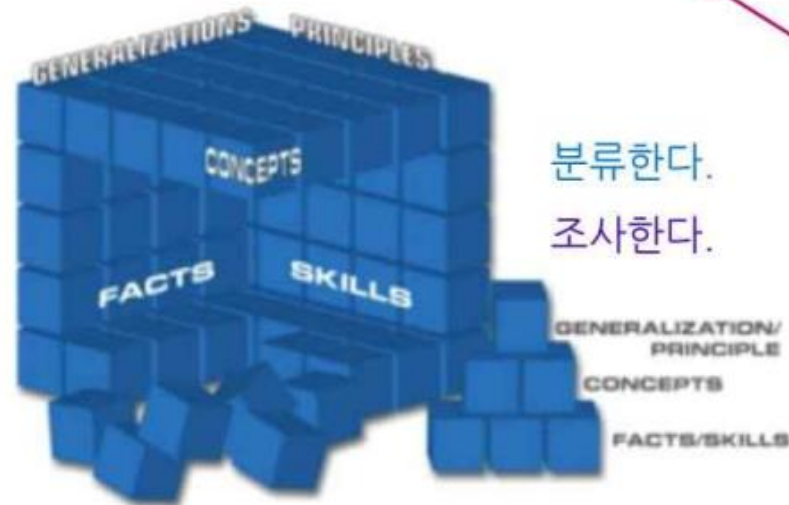 GENERALIZATIONS
PRINCIPLES
CONCEPTS
FACTS
SKILLS
분류한다.
조사한다.
GENERALIZATION/
PRINCIPLE
CONCEPTS
FACTS/SKILLS